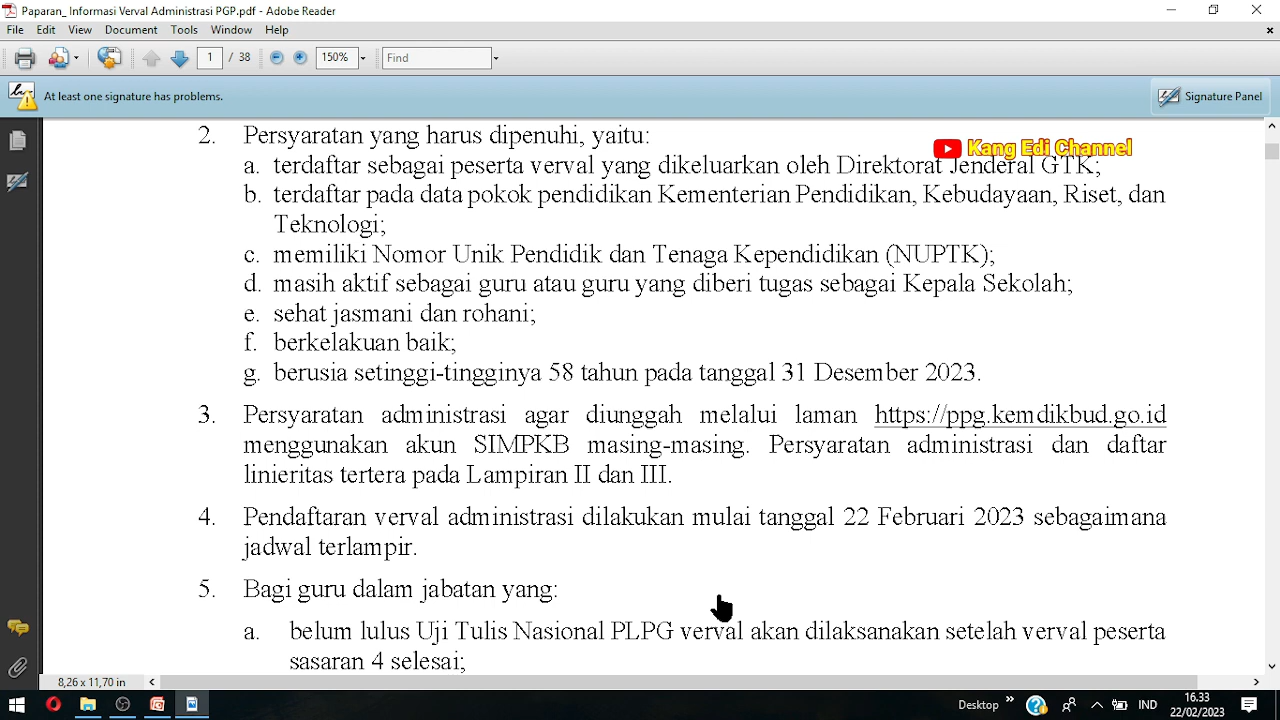 Paparan_ Informasi Verval Administrasi PGP.pdf - Adobe Reader
File Edit View Document Tools Window Help
1 / 38 150% Find
At least one signature has problems.
Signature Panel
Kang Edi Channel
2. Persyaratan yang harus dipenuhi, yaitu:
a. terdaftar sebagai peserta verval yang dikeluarkan oleh Direktorat Jenderal GTK;
b. terdaftar pada data pokok pendidikan Kementerian Pendidikan, Kebudayaan, Riset, dan
Teknologi;
c. memiliki Nomor Unik Pendidik dan Tenaga Kependidikan (NUPTK);
d. masih aktif sebagai guru atau guru yang diberi tugas sebagai Kepala Sekolah;
e. sehat jasmani dan rohani;
f. berkelakuan baik;
g. berusia setinggi-tingginya 58 tahun pada tanggal 31 Desember 2023.
3. Persyaratan administrasi agar diunggah melalui laman https://ppg.kemdikbud.go.id
menggunakan akun SIMPKB masing-masing. Persyaratan administrasi dan daftar
linieritas tertera pada Lampiran II dan III.
4. Pendaftaran verval administrasi dilakukan mulai tanggal 22 Februari 2023 sebagaimana
jadwal terlampir.
5. Bagi guru dalam jabatan yang:
a. belum lulus Uji Tulis Nasional PLPG verval akan dilaksanakan setelah verval peserta
sasaran 4 selesai;
8,26 x 11,70 in
Desktop » IND 16.33
22/02/2023